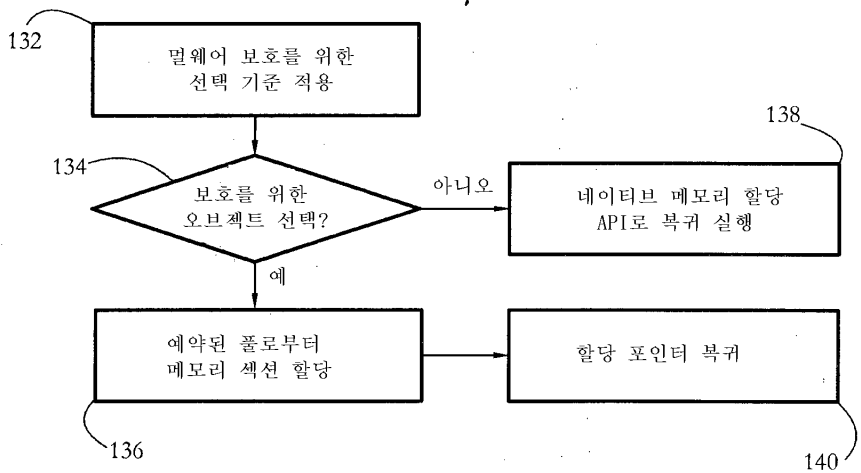 132
멀웨어 보호를 위한
선택 기준 적용
134
보호를 위한
오브젝트 선택?
아니오
138
네이티브 메모리 할당
API로 복귀 실행
예
예약된 풀로부터
메모리 섹션 할당
136
할당 포인터 복귀
140